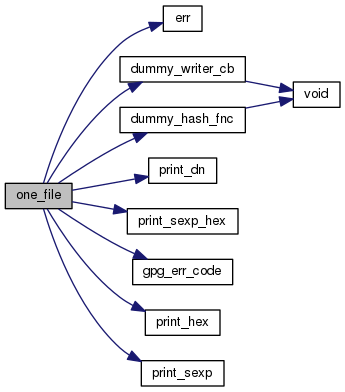 err
dummy_writer_cb
void
dummy_hash_fnc
print_dn
one_file
print_sexp_hex
gpg_err_code
print_hex
print_sexp